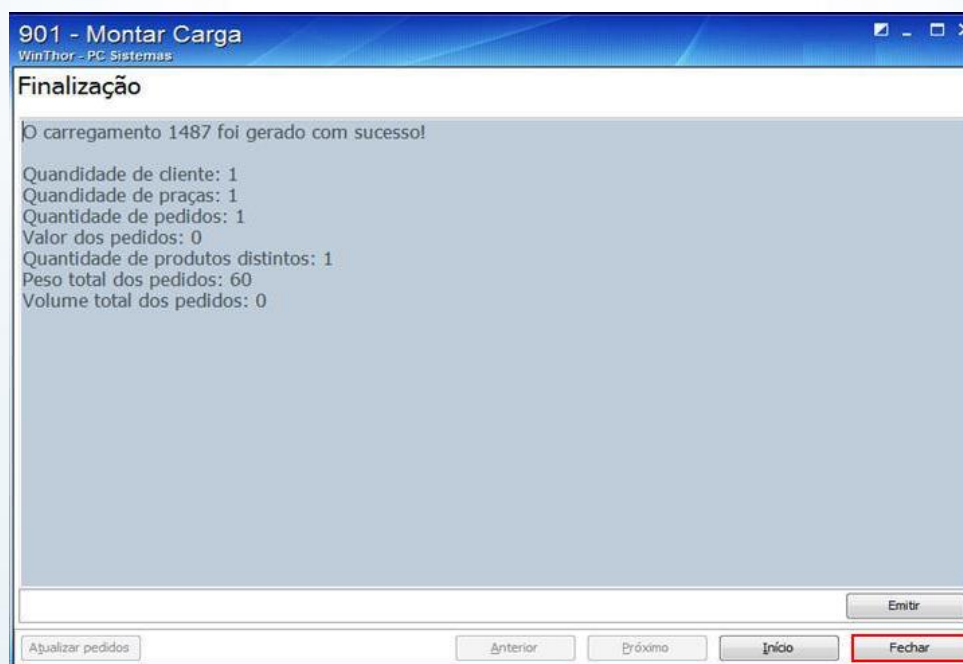 901 - Montar Carga
WinThor - PC Sistemas
Finalização
O carregamento 1487 foi gerado com sucesso!
Quandidade de cliente: 1
Quandidade de praças: 1
Quantidade de pedidos: 1
Valor dos pedidos: 0
Quantidade de produtos distintos: 1
Peso total dos pedidos: 60
Volume total dos pedidos: 0
Emitir
Atualizar pedidos
Anterior
Próximo
Início
Fechar